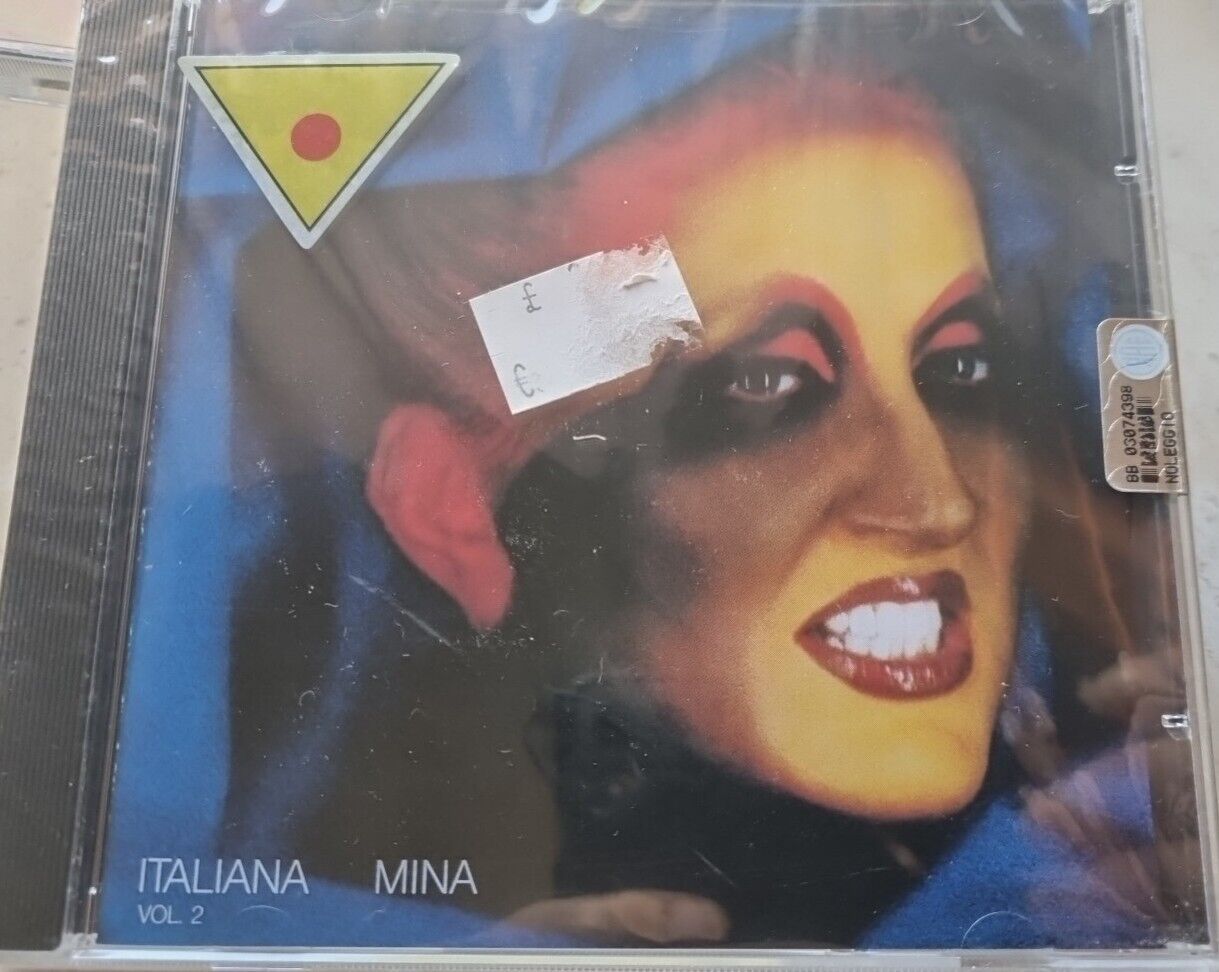 BB 03074398
NOLEGGIO
ITALIANA MINA
VOL. 2